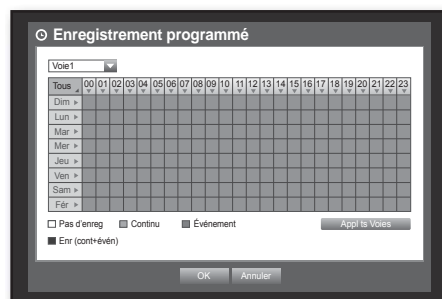 Enregistrement programmé
Voie1
Tous 00 01 02 03 04 05 06 07 08 09 10 11 12 13 14 15 16 17 18 19 20 21 22 23
Dim
Lun
Mar
Mer
Jeu
Ven
Sam
Fér
Pas d'enreg Continu Événement Appl ts Voies
Enr (cont+évén)
OK Annuler